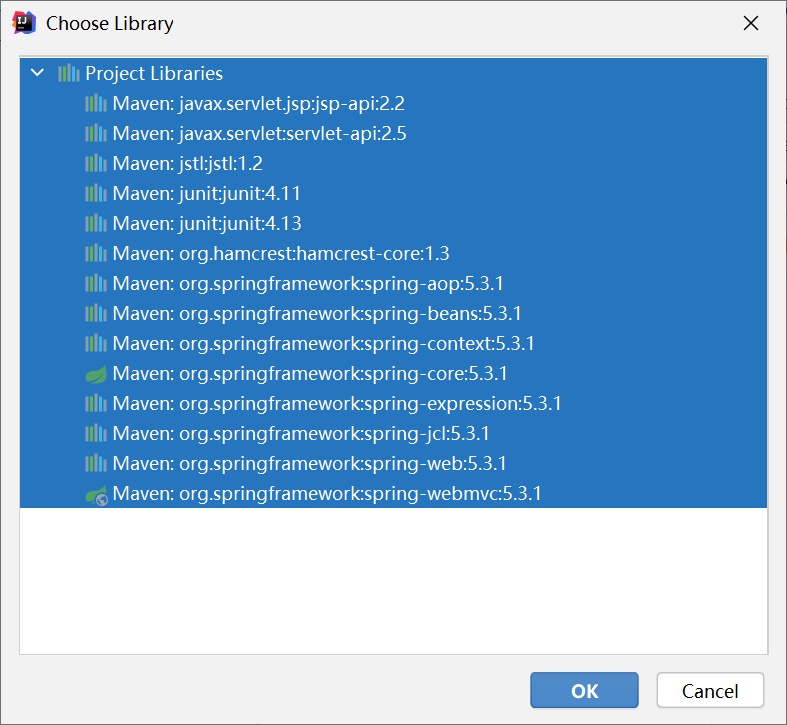 Choose Library
Project Libraries
Maven: javax.servlet.jsp:jsp-api:2.2
Maven: javax.servlet:servlet-api:2.5
Maven: jstl:jstl:1.2
Maven: junit:junit:4.11
Maven: junit:junit:4.13
Maven: org.hamcrest:hamcrest-core:1.3
Maven: org.springframework:spring-aop:5.3.1
Maven: org.springframework:spring-beans:5.3.1
Maven: org.springframework:spring-context:5.3.1
Maven: org.springframework:spring-core:5.3.1
Maven: org.springframework:spring-expression:5.3.1
Maven: org.springframework:spring-jcl:5.3.1
Maven: org.springframework:spring-web:5.3.1
Maven: org.springframework:spring-webmvc:5.3.1
OK Cancel